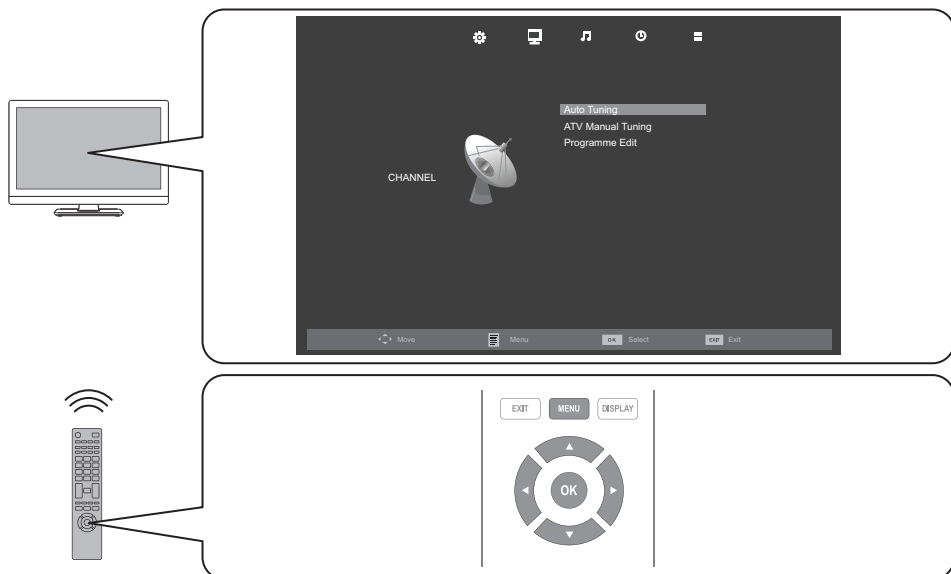 Auto Tuning
ATV Manual Tuning
Programme Edit
CHANNEL
Move Menu OK Select EXIT Exit
EXIT MENU DISPLAY
OK